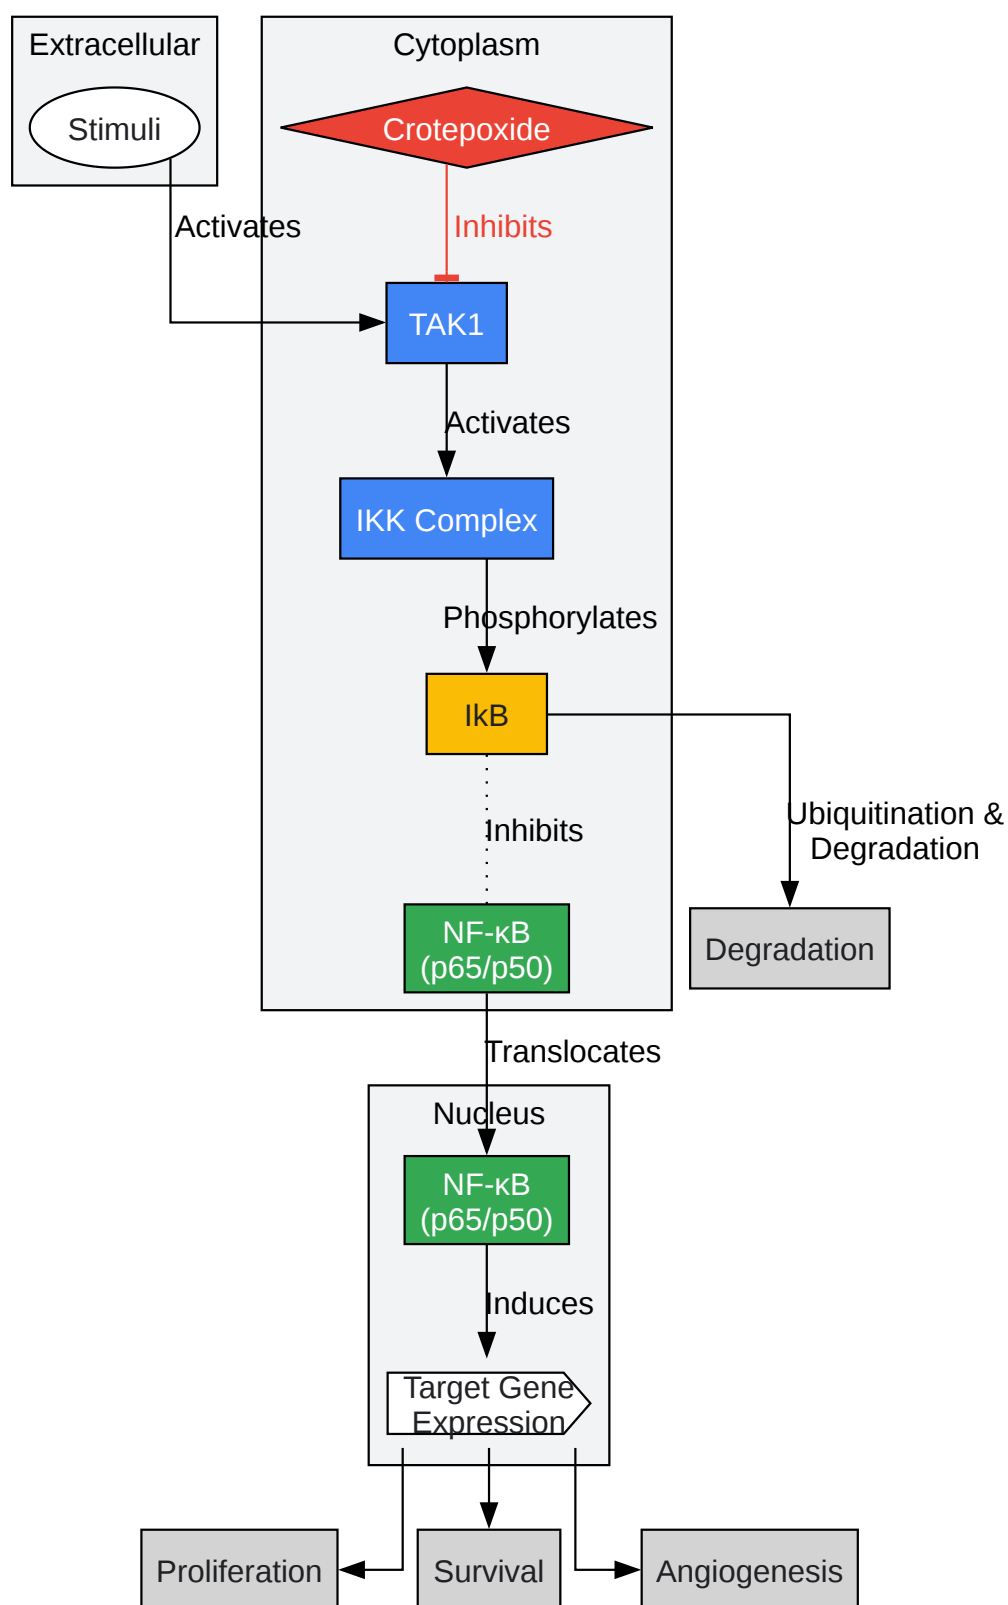 Extracellular
Cytoplasm
Stimuli
Crotepoxide
Activates
Inhibits
TAK1
Activates
IKK Complex
Phosphorylates
IkB
Inhibits
Ubiquitination &
Degradation
NF-κB
(p65/p50)
Degradation
Translocates
Nucleus
NF-κB
(p65/p50)
Induces
Target Gene
Expression
Proliferation
Survival
Angiogenesis